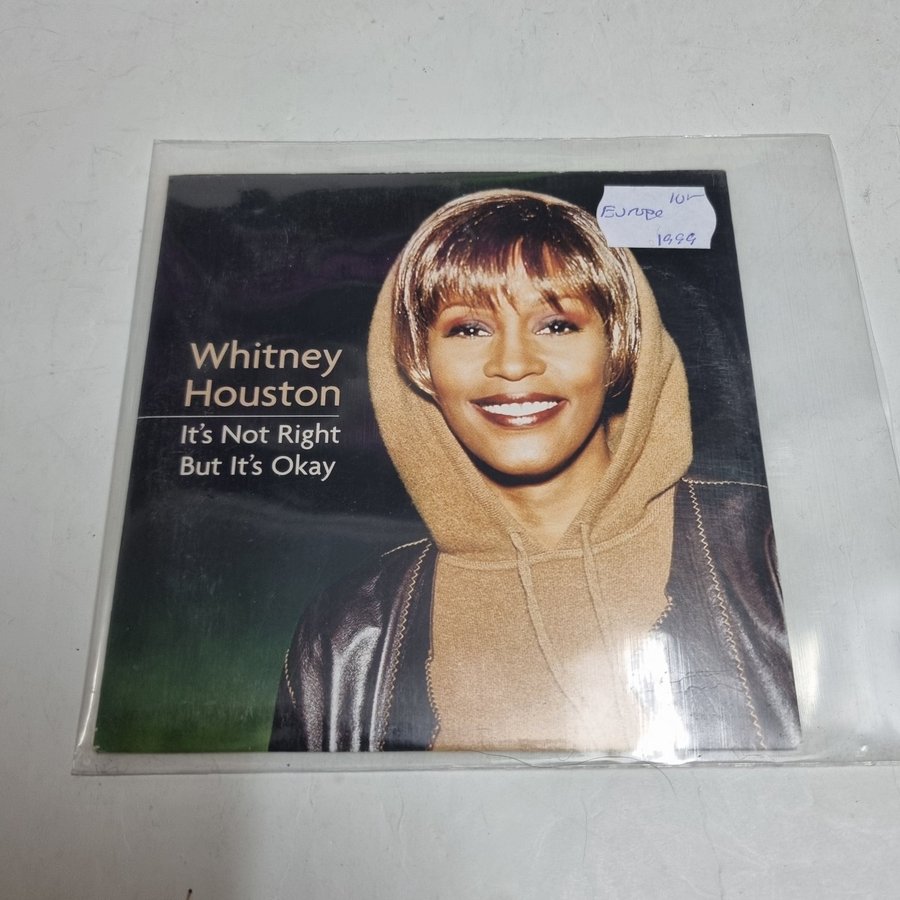 10:-
Europe
1999
Whitney
Houston
It's Not Right
But It's Okay